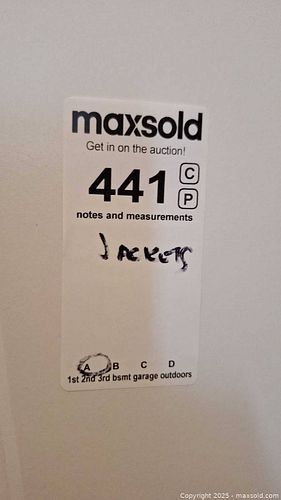 maxsold
Get in on the auction!
441 C
P
notes and measurements
JACKETS
A B C D
1st 2nd 3rd bsmt garage outdoors
Copyright © 2025 - maxsold.com